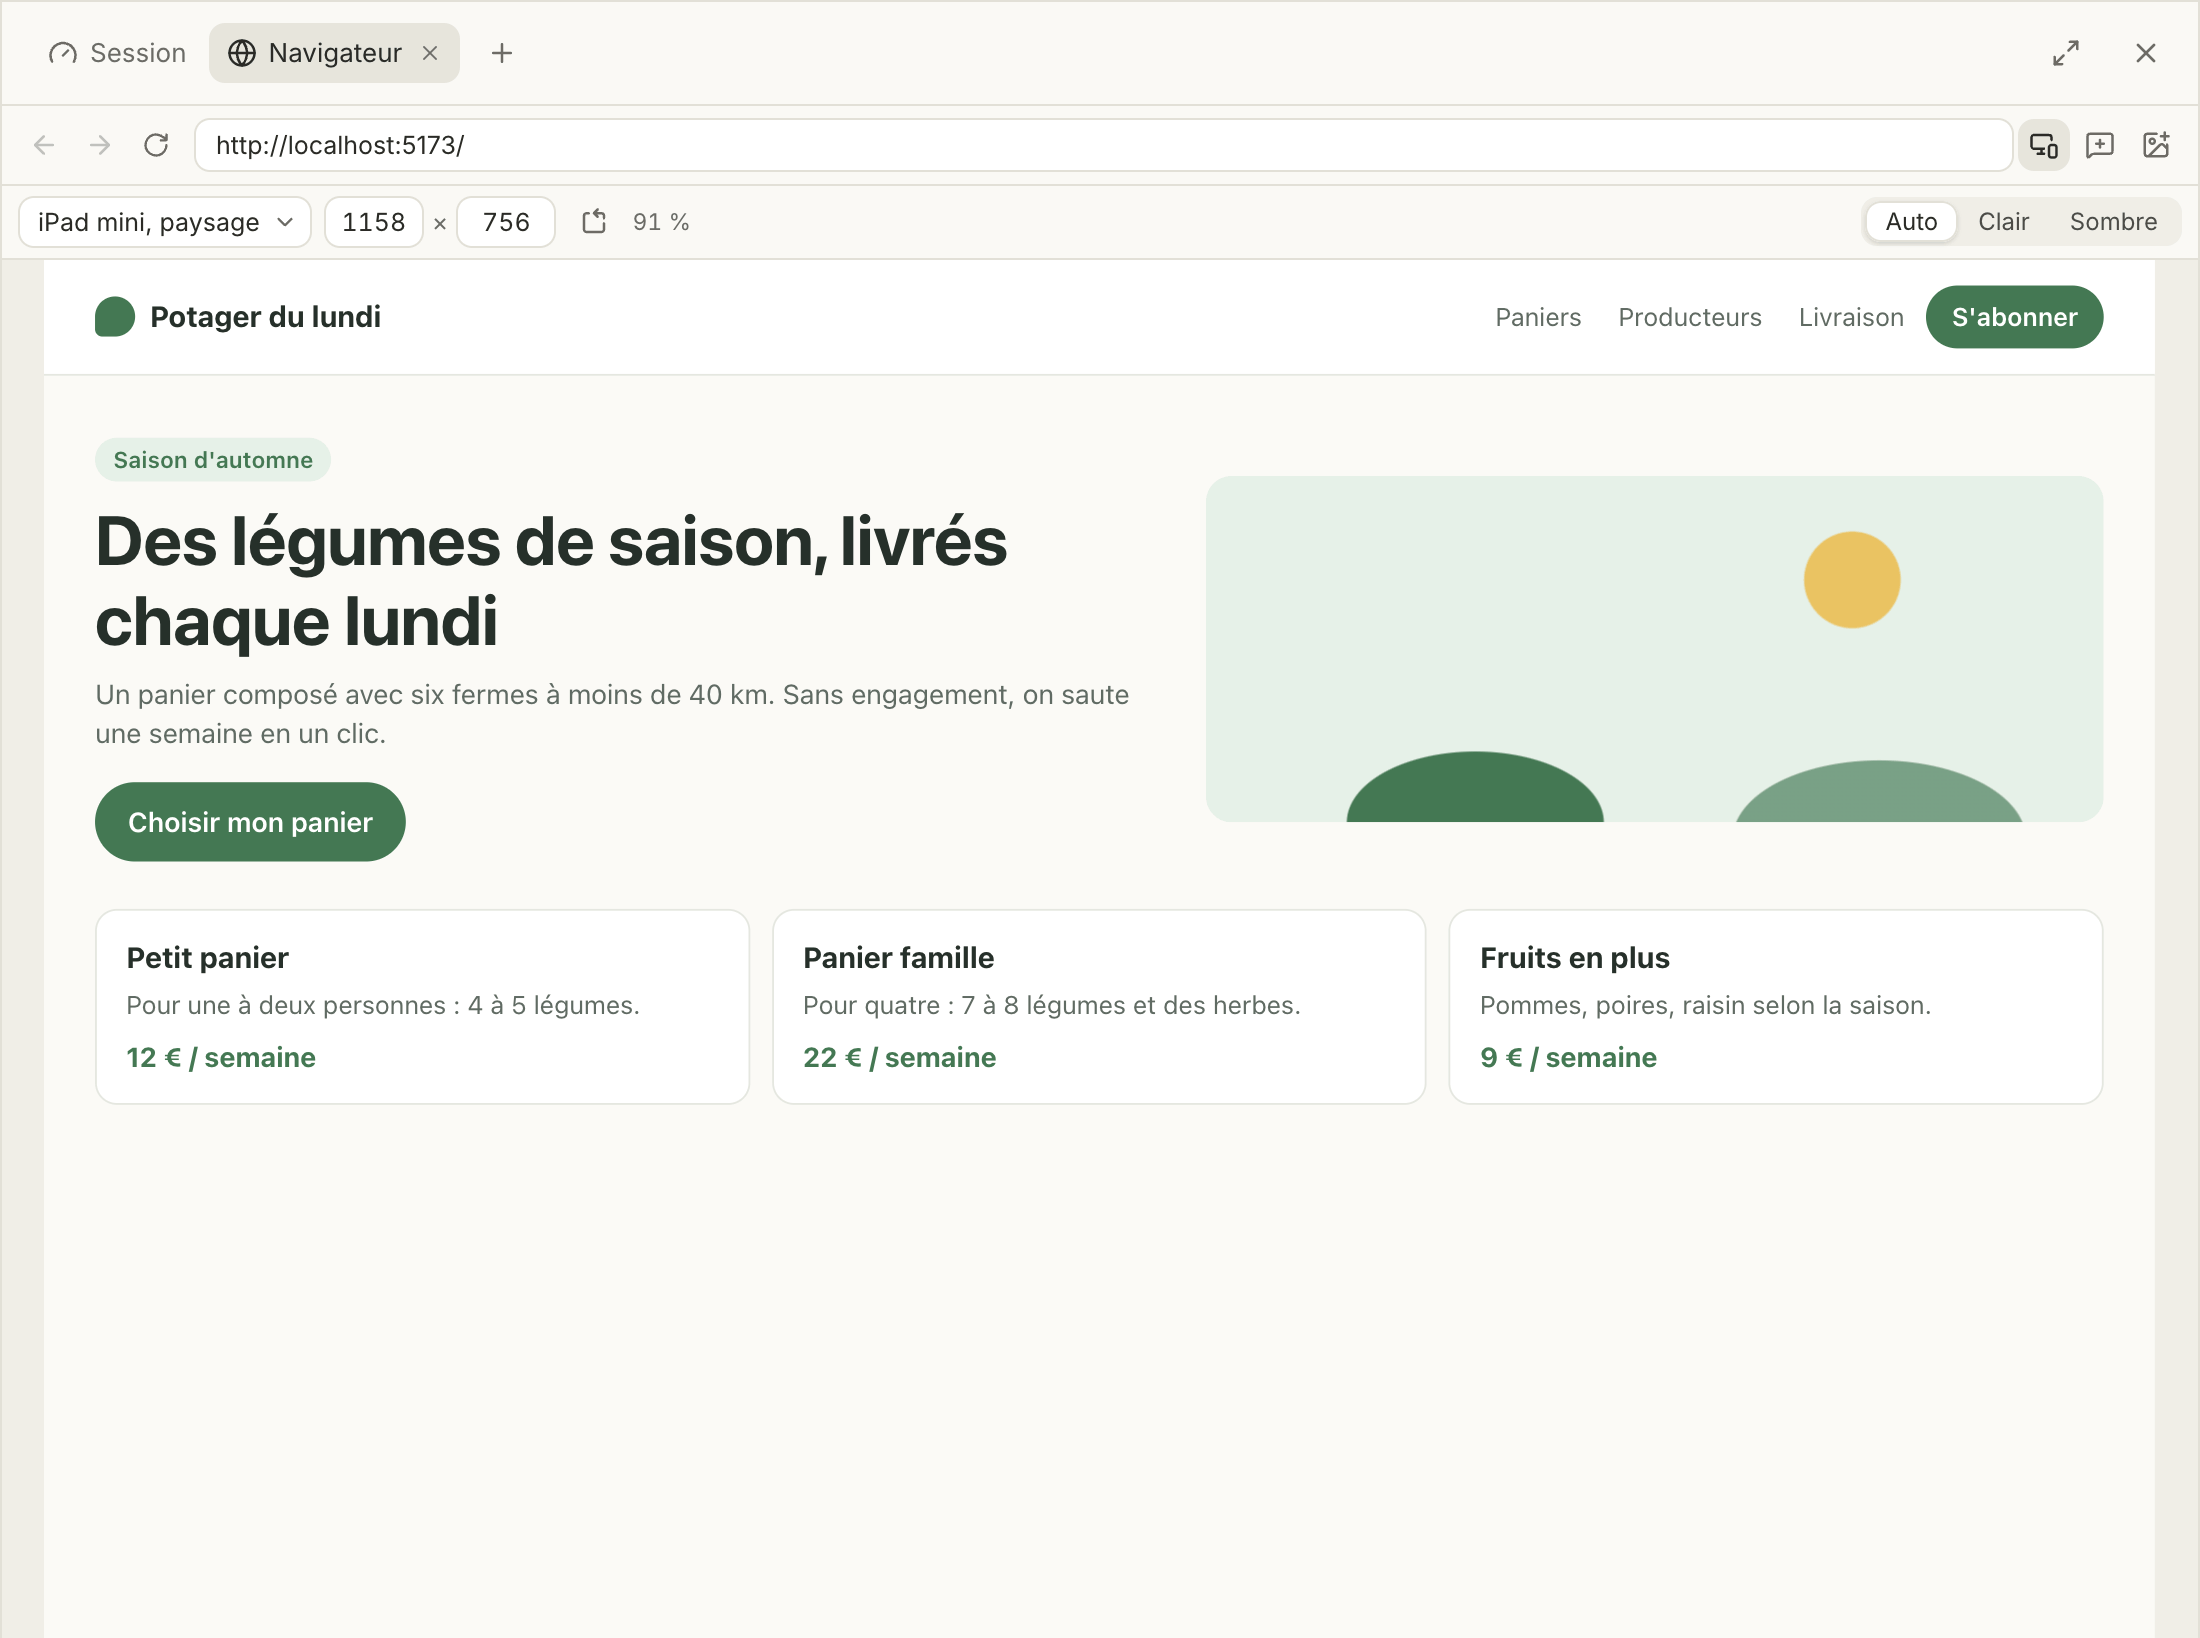 Session
Navigateur
http://localhost:5173/
iPad mini, paysage
1158 × 756
91 %
Auto
Clair
Sombre
Potager du lundi
Paniers
Producteurs
Livraison
S'abonner
Saison d'automne
Des légumes de saison, livrés
chaque lundi
Un panier composé avec six fermes à moins de 40 km. Sans engagement, on saute
une semaine en un clic.
Choisir mon panier
Petit panier
Pour une à deux personnes : 4 à 5 légumes.
12 € / semaine
Panier famille
Pour quatre : 7 à 8 légumes et des herbes.
22 € / semaine
Fruits en plus
Pommes, poires, raisin selon la saison.
9 € / semaine